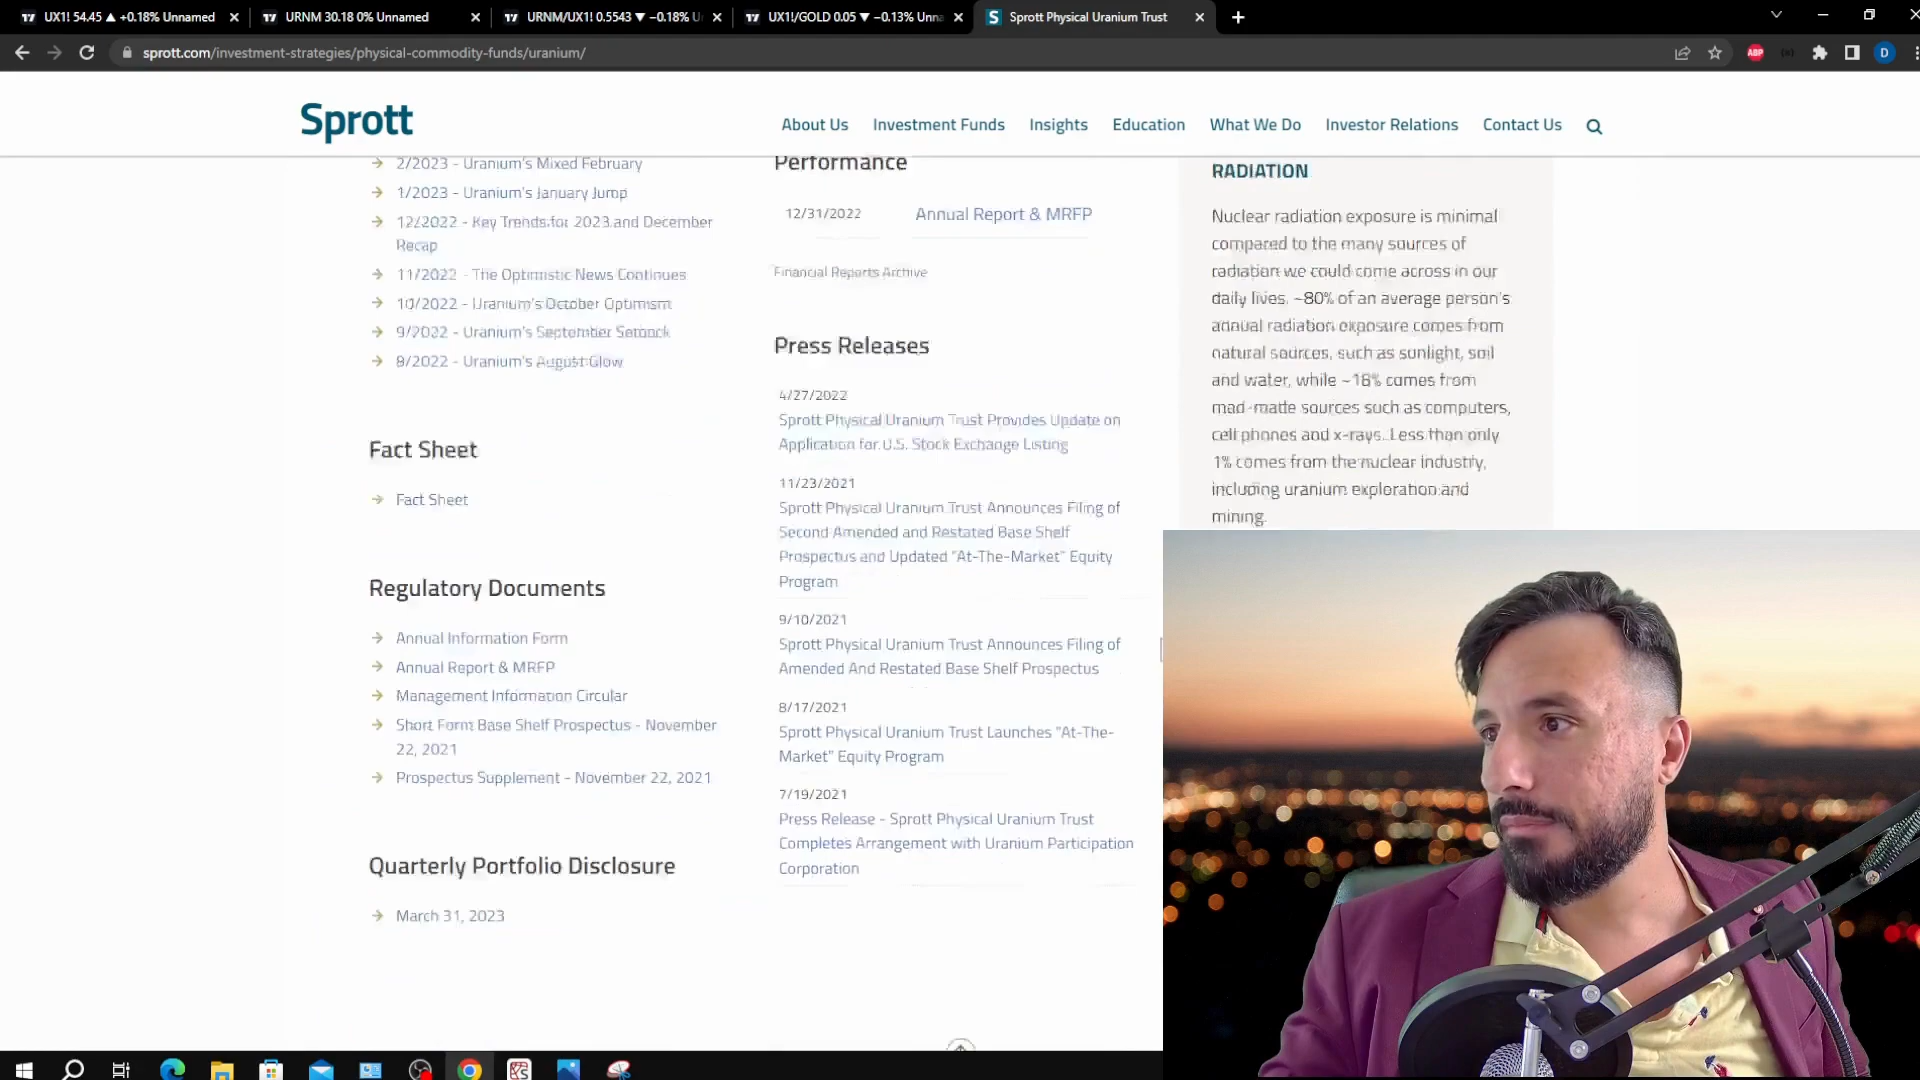 UX1! 54.45 ▲ +0.18% Unnamed
URNM 30.18 0% Unnamed
URNM/UX1! 0.5543 ▼ −0.18% U
UX1!/GOLD 0.05 ▼ −0.13% Unna
S Sprott Physical Uranium Trust
sprott.com/investment-strategies/physical-commodity-funds/uranium/
ABP
D
Sprott
About Us
Investment Funds
Insights
Education
What We Do
Investor Relations
Contact Us
2/2023 - Uranium's Mixed February
1/2023 - Uranium's January Jump
12/2022 - Key Trends for 2023 and December
Recap
11/2022 - The Optimistic News Continues
10/2022 - Uranium's October Optimism
9/2022 - Uranium's September Setback
8/2022 - Uranium's August Glow
Fact Sheet
Fact Sheet
Regulatory Documents
Annual Information Form
Annual Report & MRFP
Management Information Circular
Short Form Base Shelf Prospectus - November
22, 2021
Prospectus Supplement - November 22, 2021
Quarterly Portfolio Disclosure
March 31, 2023
Performance
12/31/2022 Annual Report & MRFP
Financial Reports Archive
Press Releases
4/27/2022
Sprott Physical Uranium Trust Provides Update on
Application for U.S. Stock Exchange Listing
11/23/2021
Sprott Physical Uranium Trust Announces Filing of
Second Amended and Restated Base Shelf
Prospectus and Updated "At-The-Market" Equity
Program
9/10/2021
Sprott Physical Uranium Trust Announces Filing of
Amended And Restated Base Shelf Prospectus
8/17/2021
Sprott Physical Uranium Trust Launches "At-The-
Market" Equity Program
7/19/2021
Press Release - Sprott Physical Uranium Trust
Completes Arrangement with Uranium Participation
Corporation
RADIATION
Nuclear radiation exposure is minimal
compared to the many sources of
radiation we could come across in our
daily lives. ~80% of an average person's
annual radiation exposure comes from
natural sources, such as sunlight, soil
and water, while ~18% comes from
mad-made sources such as computers,
cell phones and x-rays. Less than only
1% comes from the nuclear industry,
including uranium exploration and
mining.